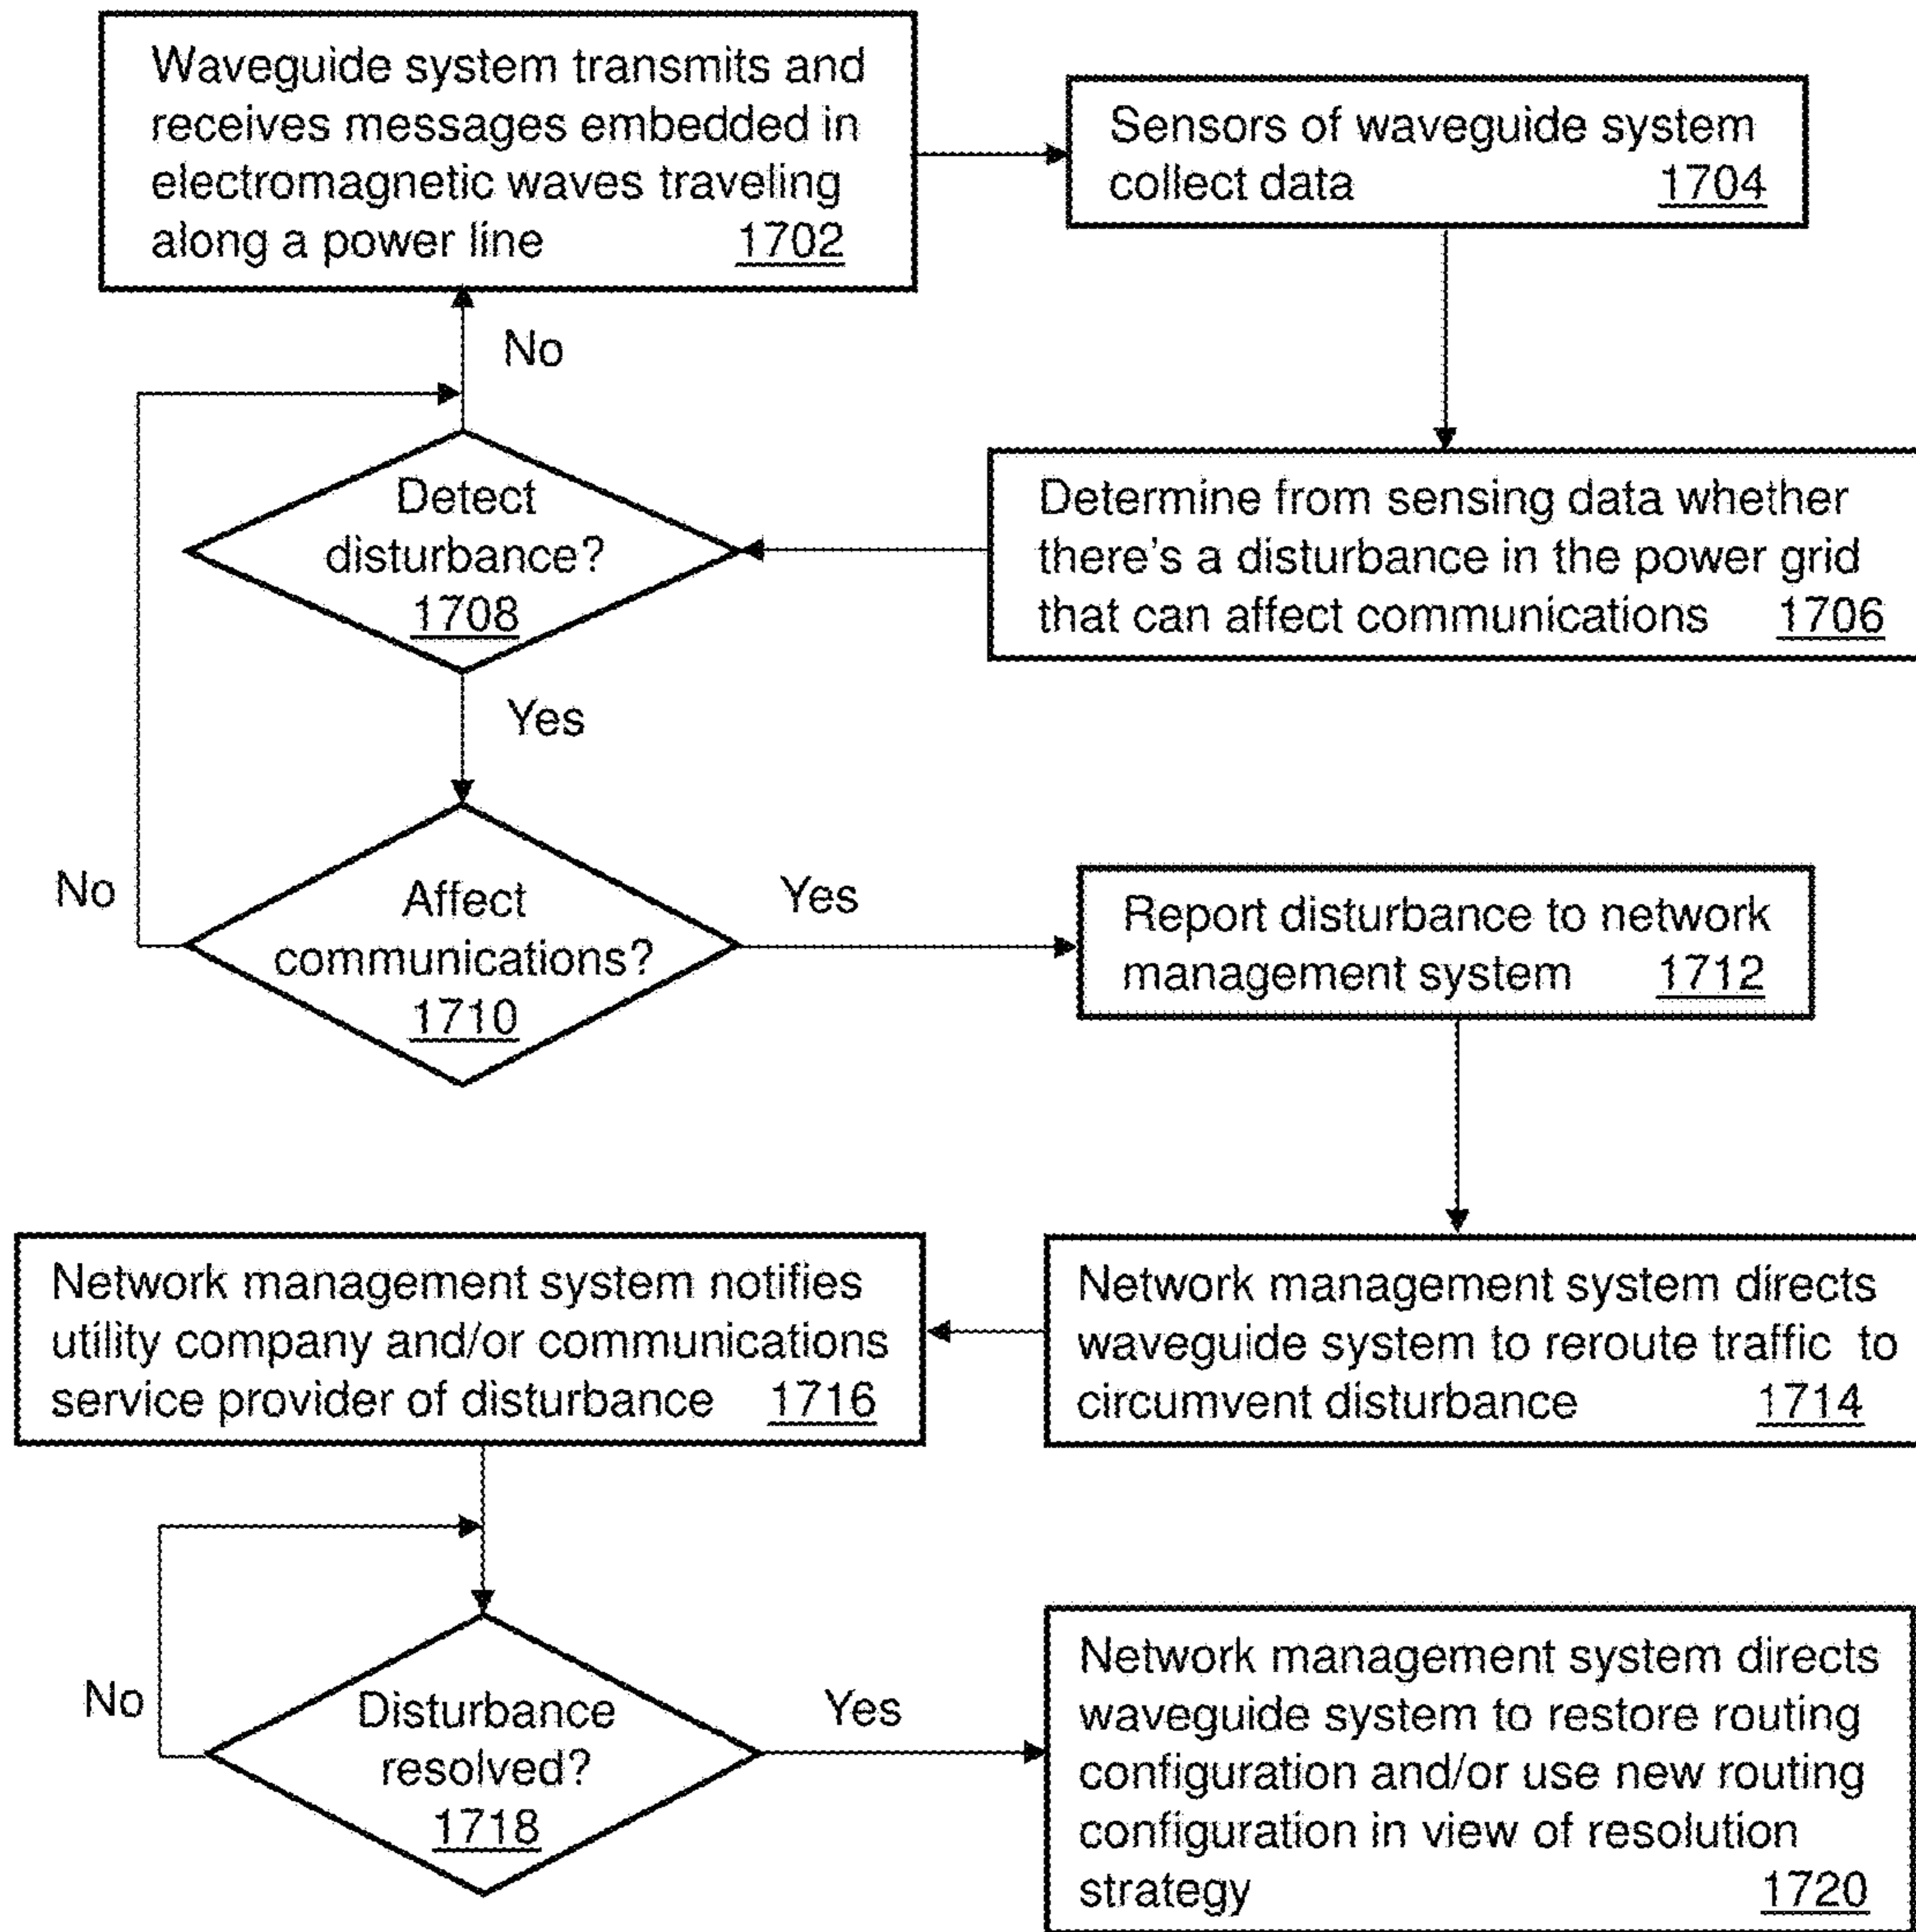 Waveguide system transmits and
receives messages embedded in
electromagnetic waves traveling
along a power line 1702
Sensors of waveguide system
collect data 1704
No
Detect
disturbance?
1708
Determine from sensing data whether
there's a disturbance in the power grid
that can affect communications 1706
Yes
No
Affect
communications?
1710
Yes
Report disturbance to network
management system 1712
Network management system notifies
utility company and/or communications
service provider of disturbance 1716
Network management system directs
waveguide system to reroute traffic to
circumvent disturbance 1714
No
Disturbance
resolved?
1718
Yes
Network management system directs
waveguide system to restore routing
configuration and/or use new routing
configuration in view of resolution
strategy 1720